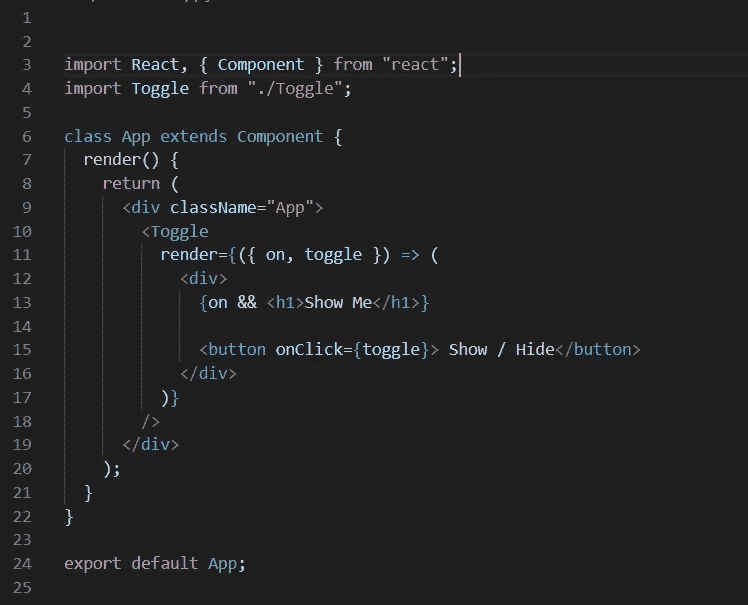 1
2
3 import React, { Component } from "react";
4 import Toggle from "./Toggle";
5
6 class App extends Component {
7   render() {
8     return (
9       <div className="App">
10         <Toggle
11           render={({ on, toggle }) => (
12             <div>
13               {on && <h1>Show Me</h1>}
14
15               <button onClick={toggle}> Show / Hide</button>
16             </div>
17           )}
18         />
19       </div>
20     );
21   }
22 }
23
24 export default App;
25